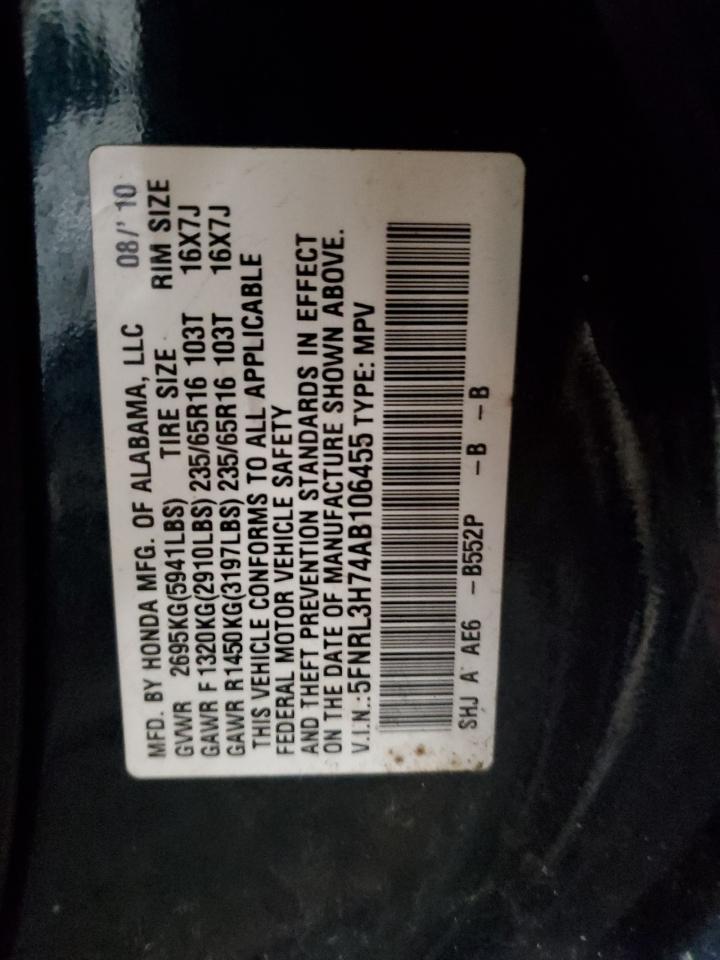 MFD. BY HONDA MFG. OF ALABAMA, LLC 08/'10
GVWR 2695KG(5941LBS) TIRE SIZE RIM SIZE
GAWR F 1320KG(2910LBS) 235/65R16 103T 16X7J
GAWR R 1450KG(3197LBS) 235/65R16 103T 16X7J
THIS VEHICLE CONFORMS TO ALL APPLICABLE
FEDERAL MOTOR VEHICLE SAFETY
AND THEFT PREVENTION STANDARDS IN EFFECT
ON THE DATE OF MANUFACTURE SHOWN ABOVE.
V.I.N.:5FNRL3H74AB106455 TYPE: MPV
SHJ A AE6 -B552P -B -B